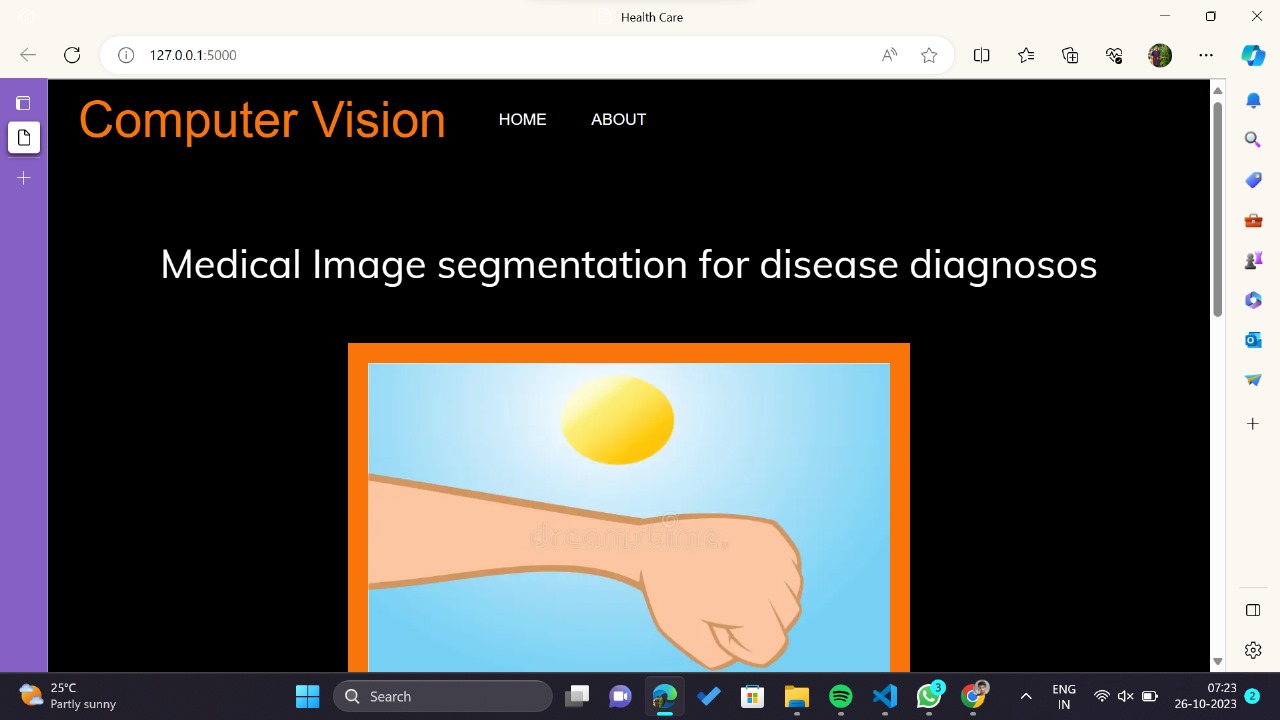 Health Care
127.0.0.1:5000
Computer Vision
HOME
ABOUT
Medical Image segmentation for disease diagnosos
dreamstime.
25°C
Partly sunny
Search
3
ENG
IN
07:23
26-10-2023
2